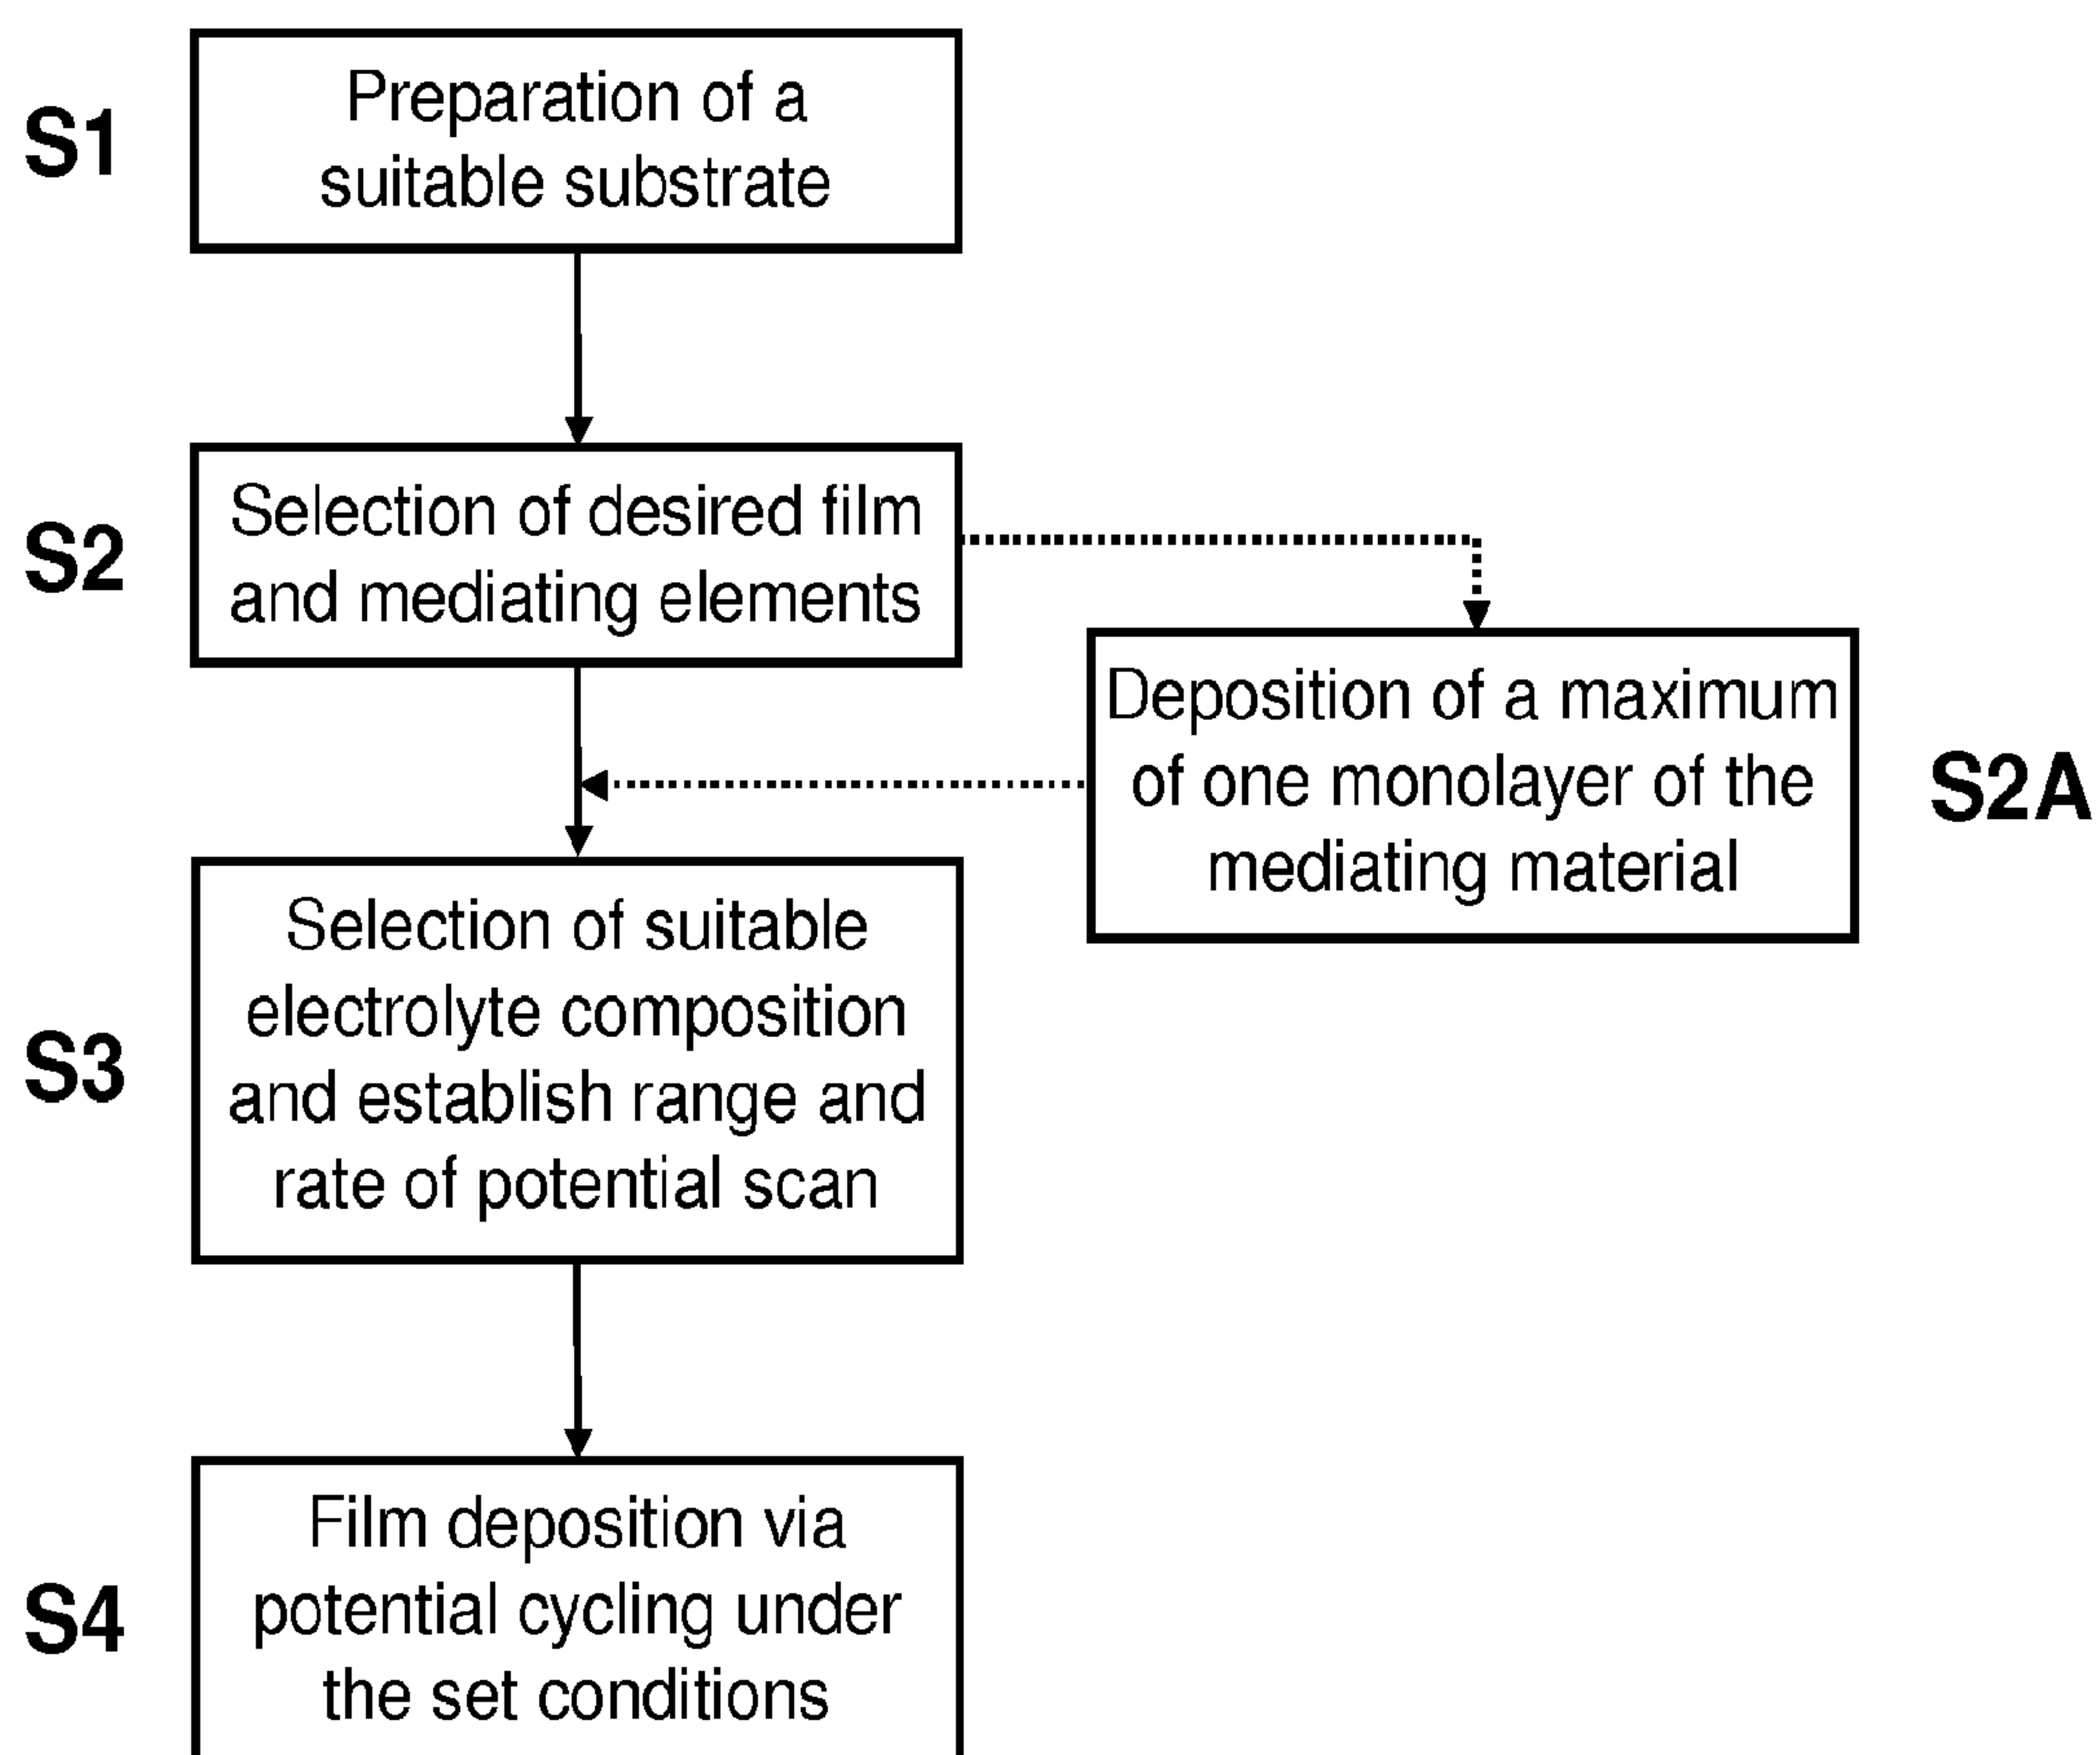 S1
Preparation of a
suitable substrate
S2
Selection of desired film
and mediating elements
Deposition of a maximum
of one monolayer of the
mediating material
S2A
S3
Selection of suitable
electrolyte composition
and establish range and
rate of potential scan
S4
Film deposition via
potential cycling under
the set conditions